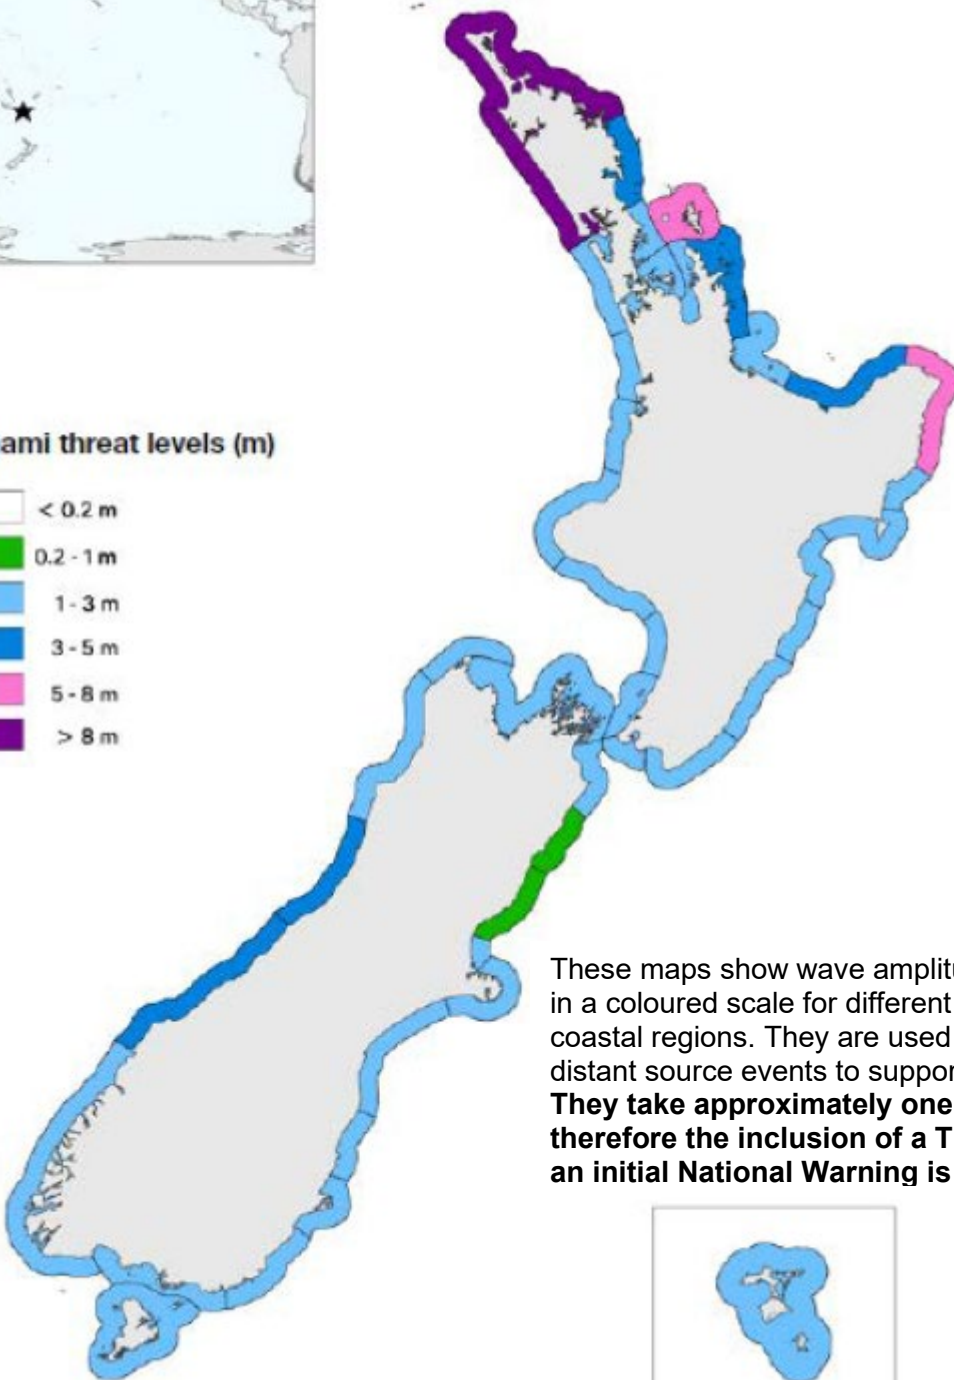 ami threat levels (m)
< 0.2 m
0.2 - 1 m
1 - 3 m
3 - 5 m
5 - 8 m
> 8 m
These maps show wave amplitu
in a coloured scale for different
coastal regions. They are used
distant source events to suppor
They take approximately one
therefore the inclusion of a T
an initial National Warning is